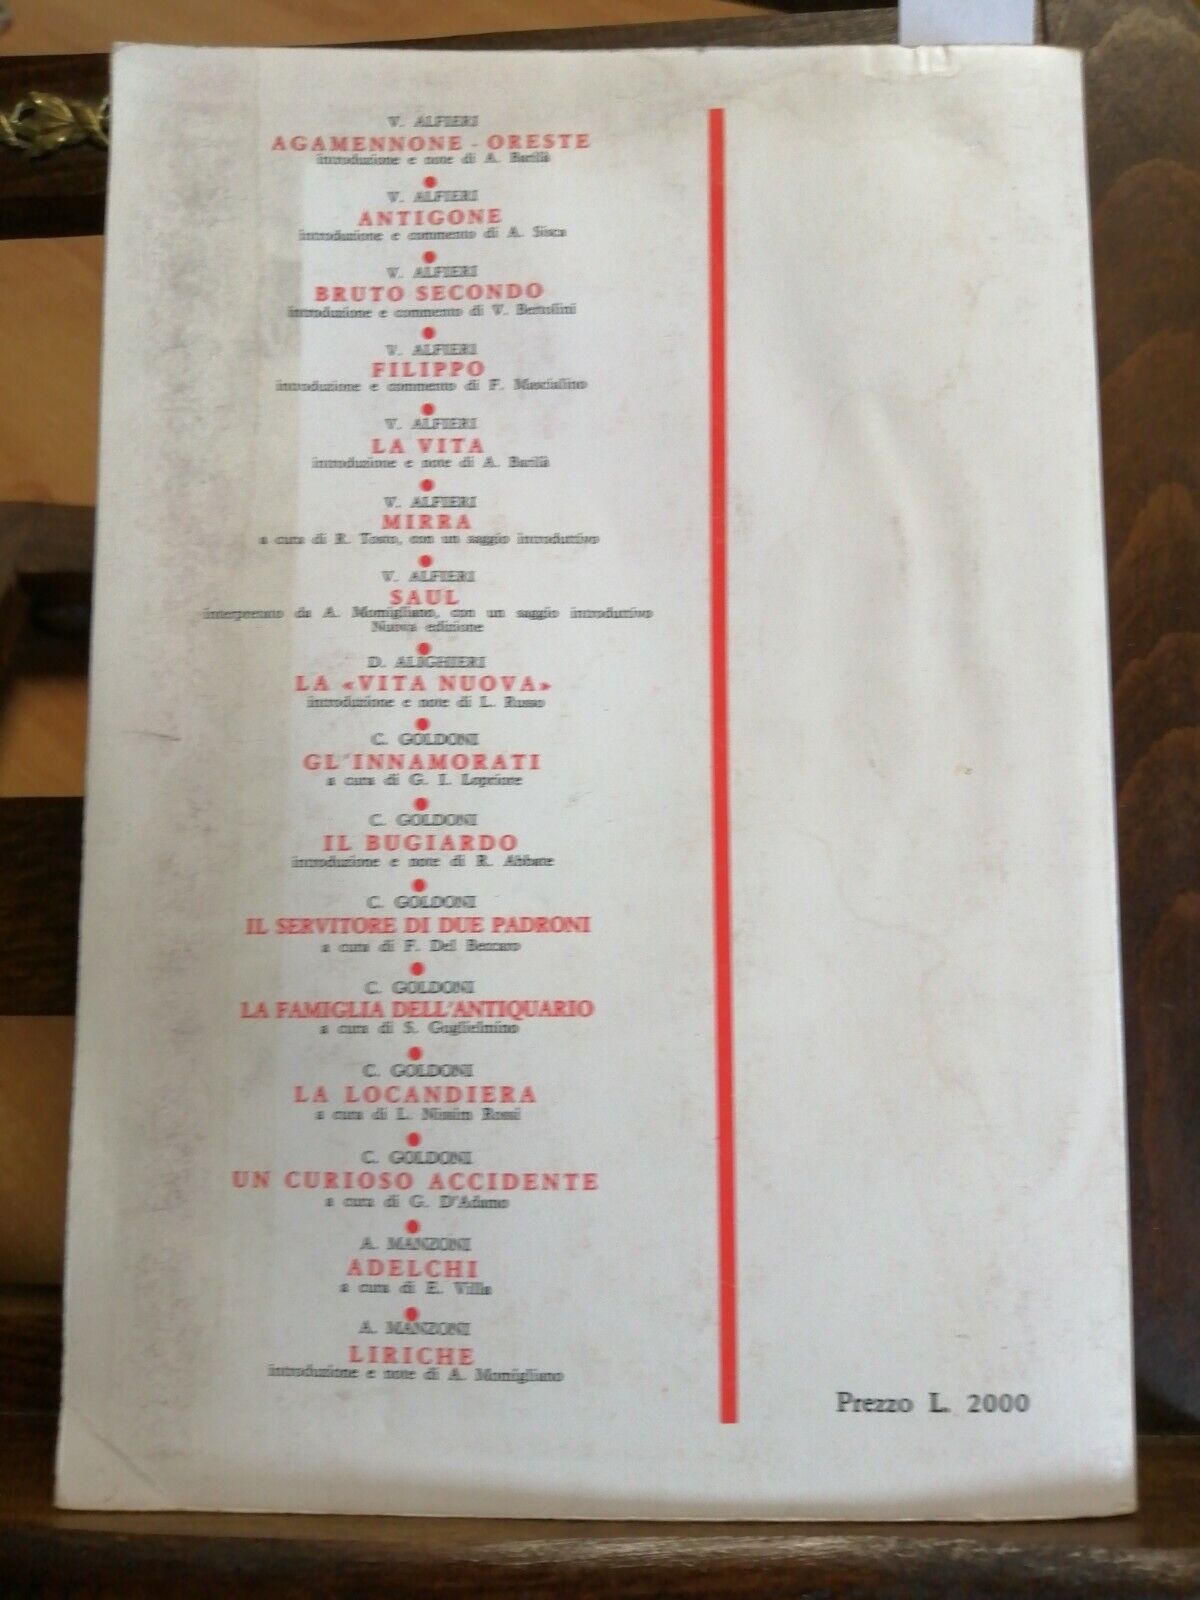 V. ALFIERI
AGAMENNONE - ORESTE
introduzione e note di A. Barilà
V. ALFIERI
ANTIGONE
introduzione e commento di A. Sisca
V. ALFIERI
BRUTO SECONDO
introduzione e commento di V. Bertolini
V. ALFIERI
FILIPPO
introduzione e commento di F. Mascialino
V. ALFIERI
LA VITA
introduzione e note di A. Barilà
V. ALFIERI
MIRRA
a cura di R. Tosto, con un saggio introduttivo
V. ALFIERI
SAUL
interpretato da A. Momigliano, con un saggio introduttivo
Nuova edizione
D. ALIGHIERI
LA «VITA NUOVA»
introduzione e note di L. Russo
C. GOLDONI
GL'INNAMORATI
a cura di G. I. Lopriore
C. GOLDONI
IL BUGIARDO
introduzione e note di R. Abbate
C. GOLDONI
IL SERVITORE DI DUE PADRONI
a cura di F. Del Beccaro
C. GOLDONI
LA FAMIGLIA DELL'ANTIQUARIO
a cura di S. Guglielmino
C. GOLDONI
LA LOCANDIERA
a cura di L. Nissim Rossi
C. GOLDONI
UN CURIOSO ACCIDENTE
a cura di G. D'Adamo
A. MANZONI
ADELCHI
a cura di E. Villa
A. MANZONI
LIRICHE
introduzione e note di A. Momigliano
Prezzo L. 2000